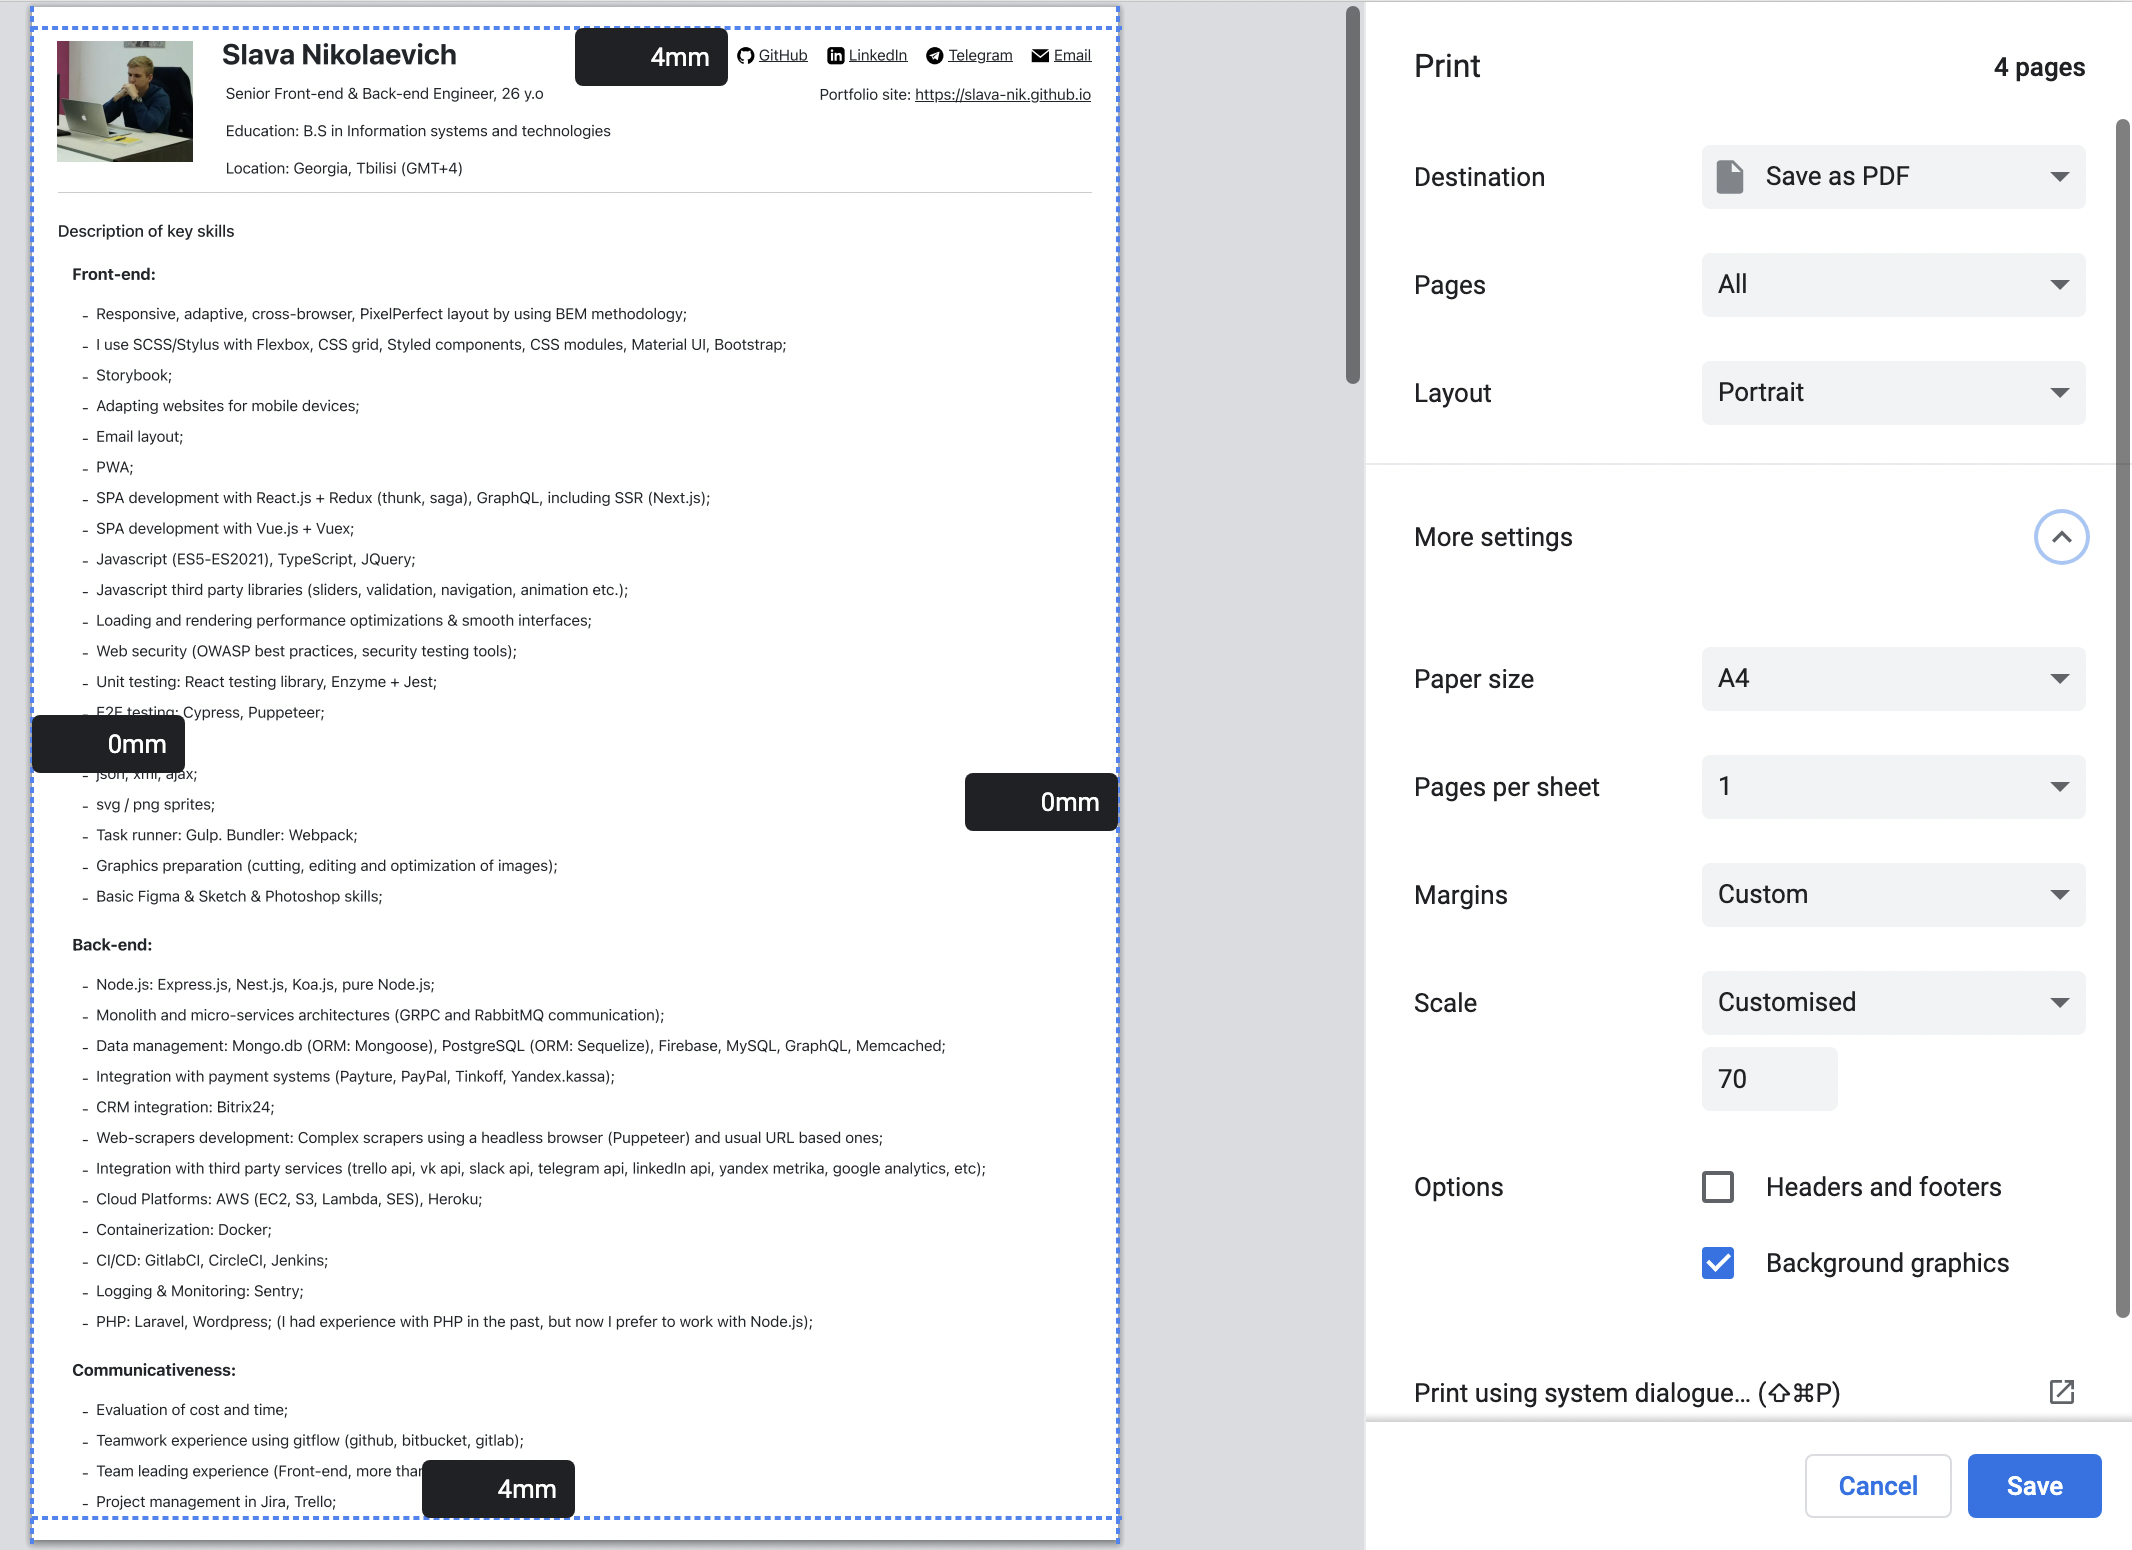 Slava Nikolaevich
4mm
GitHub LinkedIn Telegram Email
Senior Front-end & Back-end Engineer, 26 y.o
Portfolio site: https://slava-nik.github.io
Education: B.S in Information systems and technologies
Location: Georgia, Tbilisi (GMT+4)
Description of key skills
Front-end:
- Responsive, adaptive, cross-browser, PixelPerfect layout by using BEM methodology;
- I use SCSS/Stylus with Flexbox, CSS grid, Styled components, CSS modules, Material UI, Bootstrap;
- Storybook;
- Adapting websites for mobile devices;
- Email layout;
- PWA;
- SPA development with React.js + Redux (thunk, saga), GraphQL, including SSR (Next.js);
- SPA development with Vue.js + Vuex;
- Javascript (ES5-ES2021), TypeScript, JQuery;
- Javascript third party libraries (sliders, validation, navigation, animation etc.);
- Loading and rendering performance optimizations & smooth interfaces;
- Web security (OWASP best practices, security testing tools);
- Unit testing: React testing library, Enzyme + Jest;
- E2E testing: Cypress, Puppeteer;
0mm
- json, xml, ajax;
0mm
- svg / png sprites;
- Task runner: Gulp. Bundler: Webpack;
- Graphics preparation (cutting, editing and optimization of images);
- Basic Figma & Sketch & Photoshop skills;
Back-end:
- Node.js: Express.js, Nest.js, Koa.js, pure Node.js;
- Monolith and micro-services architectures (GRPC and RabbitMQ communication);
- Data management: Mongo.db (ORM: Mongoose), PostgreSQL (ORM: Sequelize), Firebase, MySQL, GraphQL, Memcached;
- Integration with payment systems (Payture, PayPal, Tinkoff, Yandex.kassa);
- CRM integration: Bitrix24;
- Web-scrapers development: Complex scrapers using a headless browser (Puppeteer) and usual URL based ones;
- Integration with third party services (trello api, vk api, slack api, telegram api, linkedIn api, yandex metrika, google analytics, etc);
- Cloud Platforms: AWS (EC2, S3, Lambda, SES), Heroku;
- Containerization: Docker;
- CI/CD: GitlabCI, CircleCI, Jenkins;
- Logging & Monitoring: Sentry;
- PHP: Laravel, Wordpress; (I had experience with PHP in the past, but now I prefer to work with Node.js);
Communicativeness:
- Evaluation of cost and time;
- Teamwork experience using gitflow (github, bitbucket, gitlab);
- Team leading experience (Front-end, more
4mm
- Project management in Jira, Trello;
Print 4 pages
Destination Save as PDF
Pages All
Layout Portrait
More settings
Paper size A4
Pages per sheet 1
Margins Custom
Scale Customised
70
Options Headers and footers
Background graphics
Print using system dialogue... (⇧⌘P)
Cancel Save